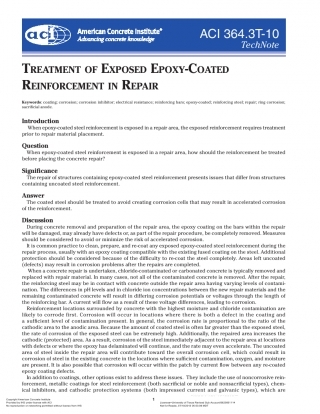 aci
American Concrete Institute®
Advancing concrete knowledge
ACI 364.3T-10
TechNote
TREATMENT OF EXPOSED EPOXY-COATED
REINFORCEMENT IN REPAIR
Keywords: coating; corrosion; corrosion inhibitor; electrical resistance; reinforcing bars; epoxy-coated; reinforcing steel; repair; ring corrosion;
sacrificial anode.
Introduction
When epoxy-coated steel reinforcement is exposed in a repair area, the exposed reinforcement requires treatment
prior to repair material placement.
Question
When epoxy-coated steel reinforcement is exposed in a repair area, how should the reinforcement be treated
before placing the concrete repair?
Significance
The repair of structures containing epoxy-coated steel reinforcement presents issues that differ from structures
containing uncoated steel reinforcement.
Answer
The coated steel should be treated to avoid creating corrosion cells that may result in accelerated corrosion
of the reinforcement.
Discussion
During concrete removal and preparation of the repair area, the epoxy coating on the bars within the repair
will be damaged, may already have defects or, as part of the repair procedure, be completely removed. Measures
should be considered to avoid or minimize the risk of accelerated corrosion.
It is common practice to clean, prepare, and re-coat any exposed epoxy-coated steel reinforcement during the
repair process, usually with an epoxy coating compatible with the existing fused coating on the steel. Additional
protection should be considered because of the difficulty to re-coat the steel completely. Areas left uncoated
(defects) may result in corrosion problems after the repairs are completed.
When a concrete repair is undertaken, chloride-contaminated or carbonated concrete is typically removed and
replaced with new repair material. In many cases, not all of the contaminated concrete is removed. After the repair,
the reinforcing steel may be in contact with concrete outside the repair area having varying levels of contami-
nation. The differences in pH levels and in chloride ion concentrations between the new repair materials and the
remaining contaminated concrete will result in differing corrosion potentials or voltages through the length of
the reinforcing bar. A current will flow as a result of these voltage differences, leading to corrosion.
Reinforcement locations surrounded by concrete with the highest moisture and chloride contamination are
likely to corrode first. Corrosion will occur in locations where there is both a defect in the coating and
a sufficient level of contamination present. In general, the corrosion rate is proportional to the ratio of the
cathodic area to the anodic area. Because the amount of coated steel is often far greater than the exposed steel,
the rate of corrosion of the exposed steel can be extremely high. Additionally, the repaired area increases the
cathodic (protected) area. As a result, corrosion of the steel immediately adjacent to the repair area at locations
with defects or where the epoxy has delaminated will continue, and the rate may even accelerate. The uncoated
area of steel inside the repair area will contribute toward the overall corrosion cell, which could result in
corrosion of steel in the existing concrete in the locations where sufficient contamination, oxygen, and moisture
are present. It is also possible that corrosion will occur within the patch by current flow between any re-coated
epoxy coating defects.
In addition to coatings, other options exist to address these issues. They include the use of noncorrosive rein-
forcement, metallic coatings for steel reinforcement (both sacrificial or noble and nonsacrificial types), chem-
ical inhibitors, and cathodic protection systems (both impressed current and galvanic types), which are
1